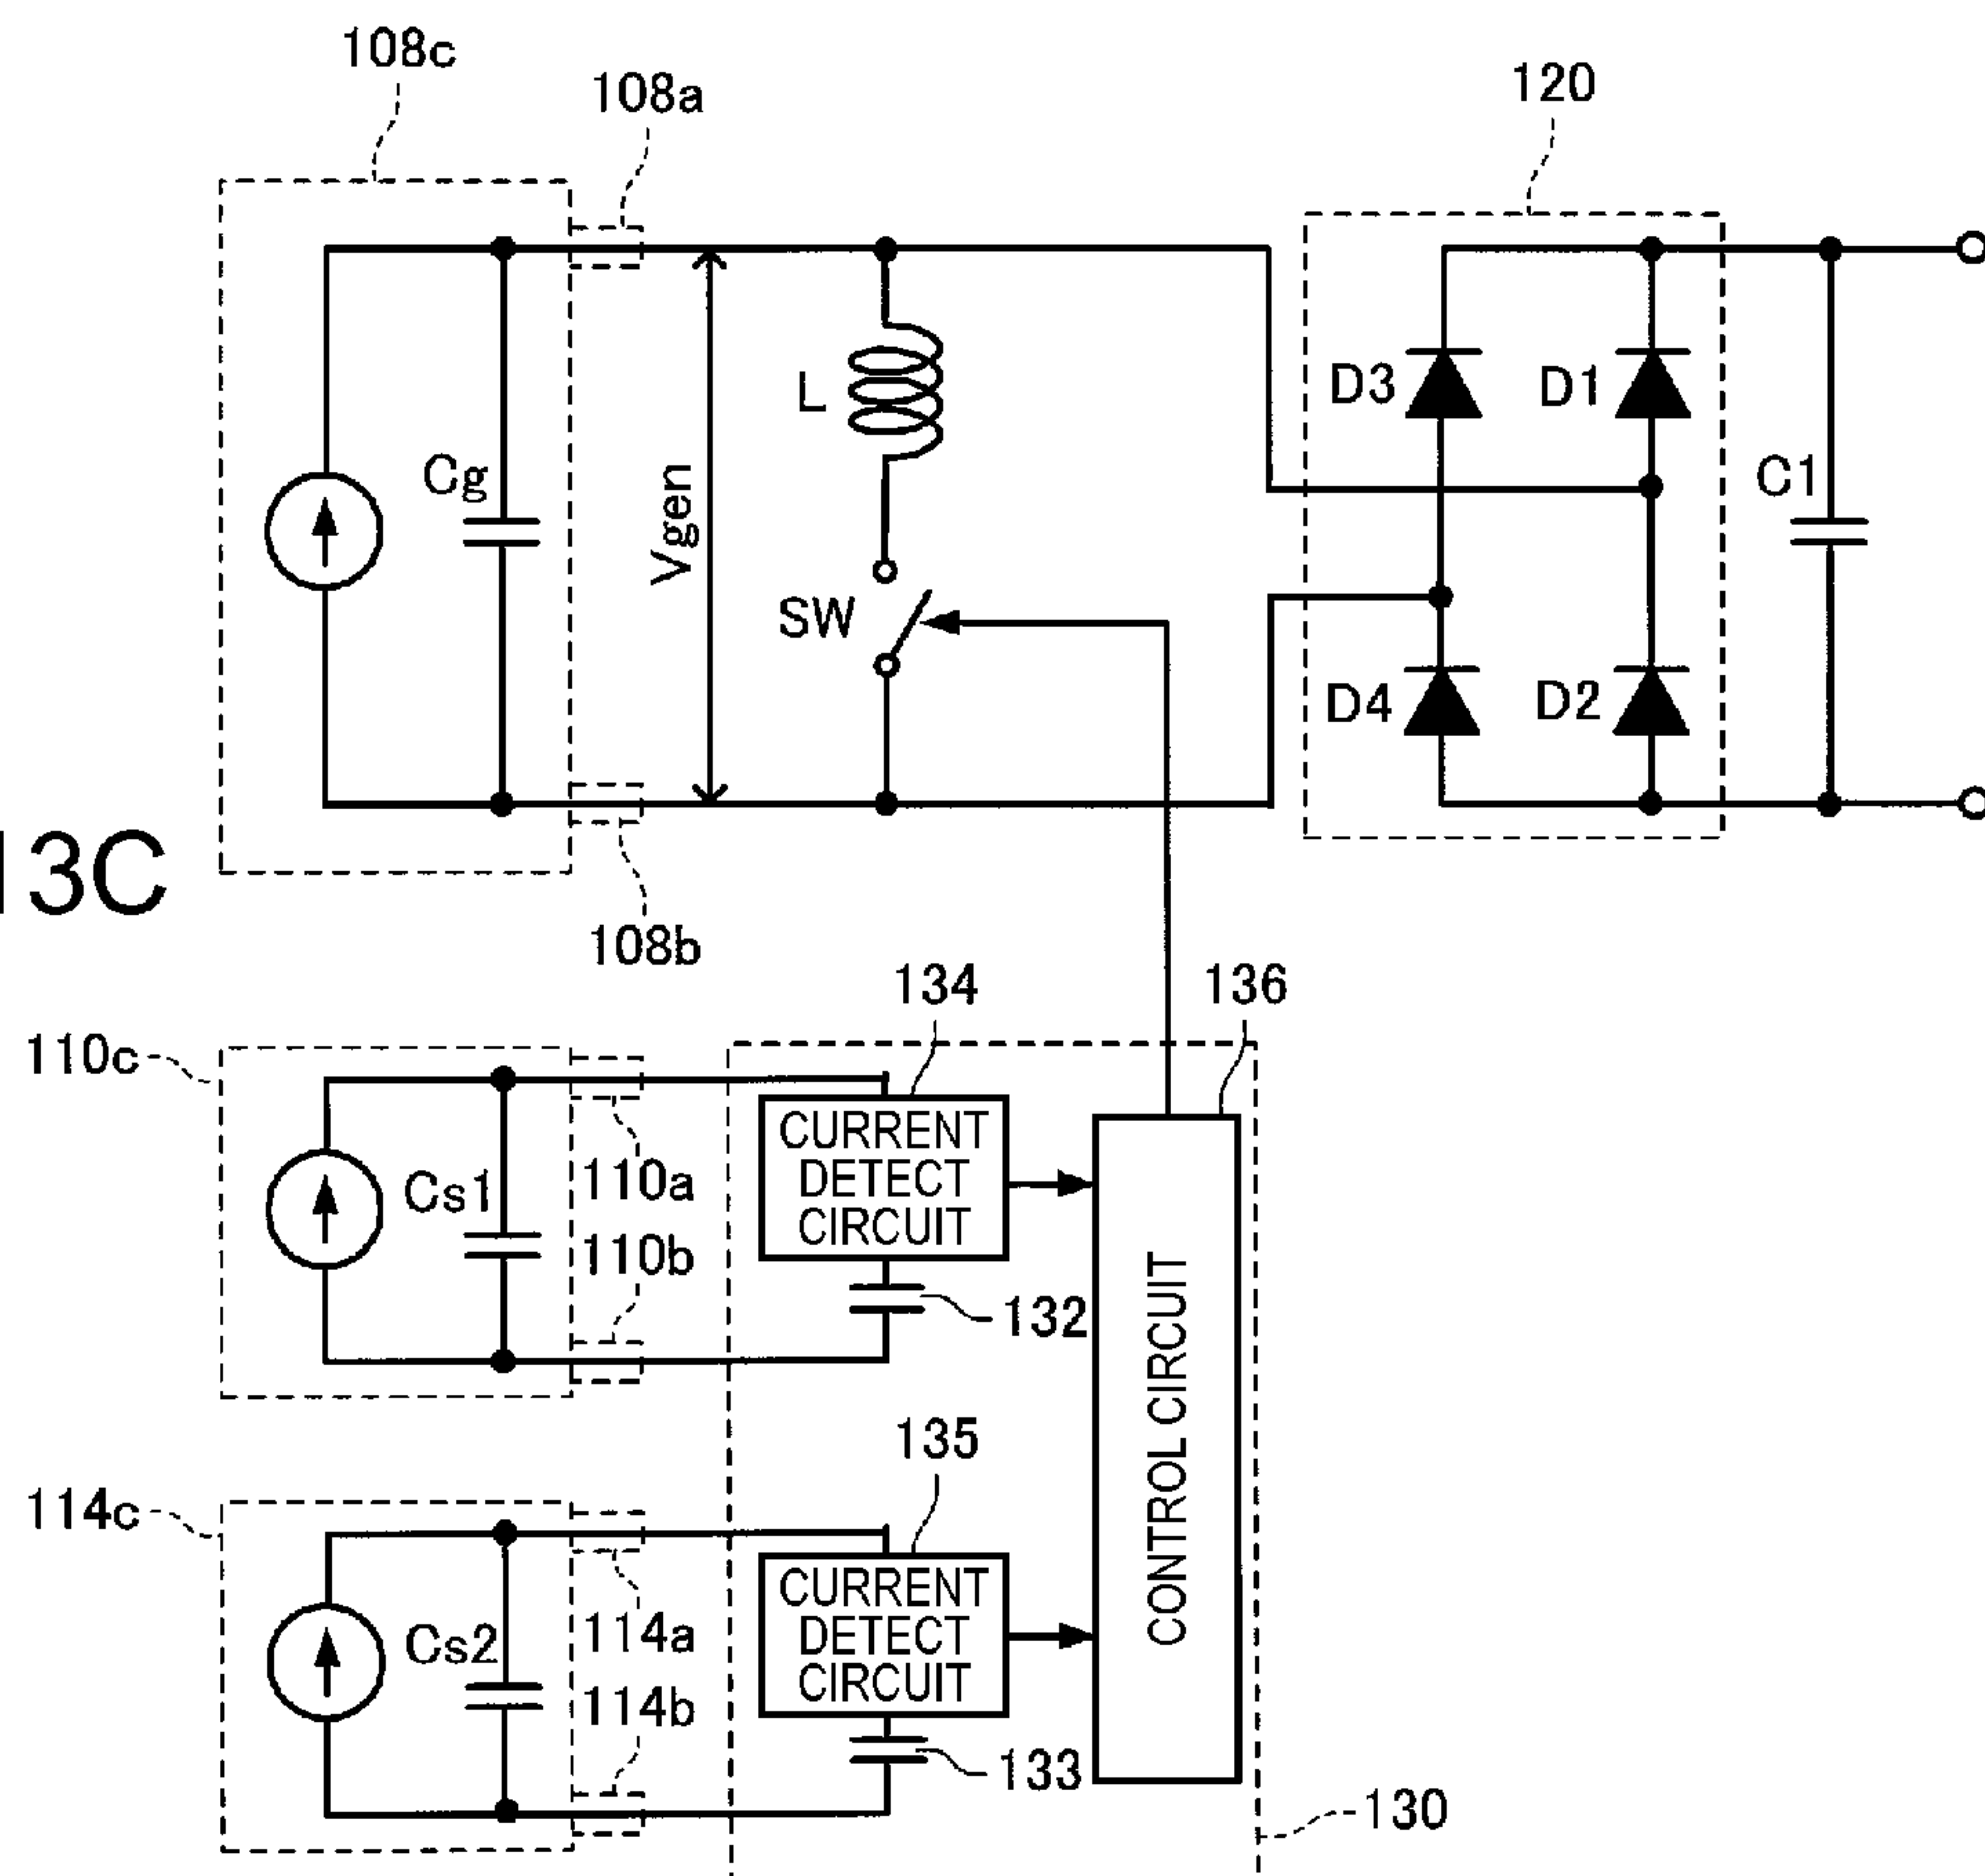 108c
108a
120
D3
D1
L
Cg
Vgen
C1
SW
D4
D2
13C
108b
134
136
110c
CURRENT
DETECT
CIRCUIT
Cs1
110a
110b
132
CONTROL CIRCUIT
135
114c
CURRENT
DETECT
CIRCUIT
Cs2
114a
114b
133
130